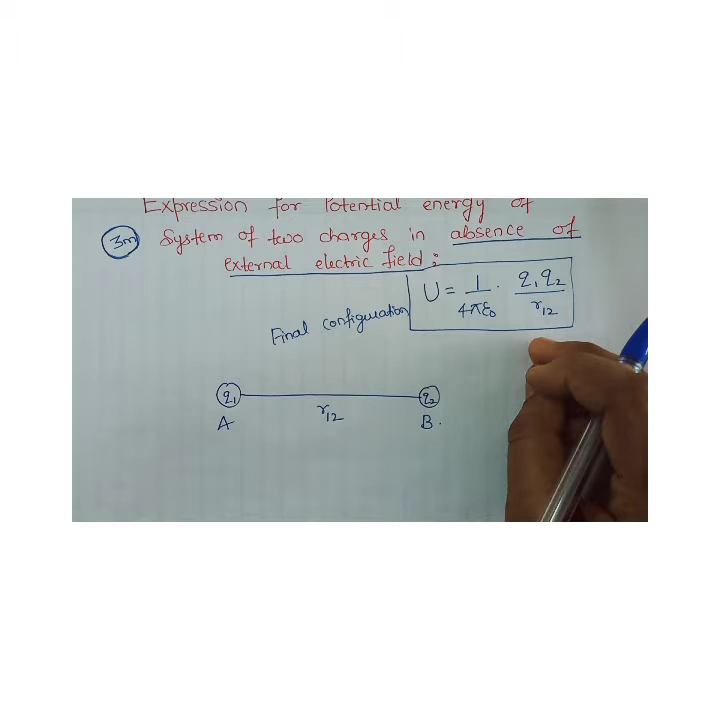 Expression for Potential energy of
3m System of two charges in absence of
external electric field:
U = 1/4πε₀ · q₁q₂/r₁₂
Final configuration
q₁ q₂
r₁₂
A B.